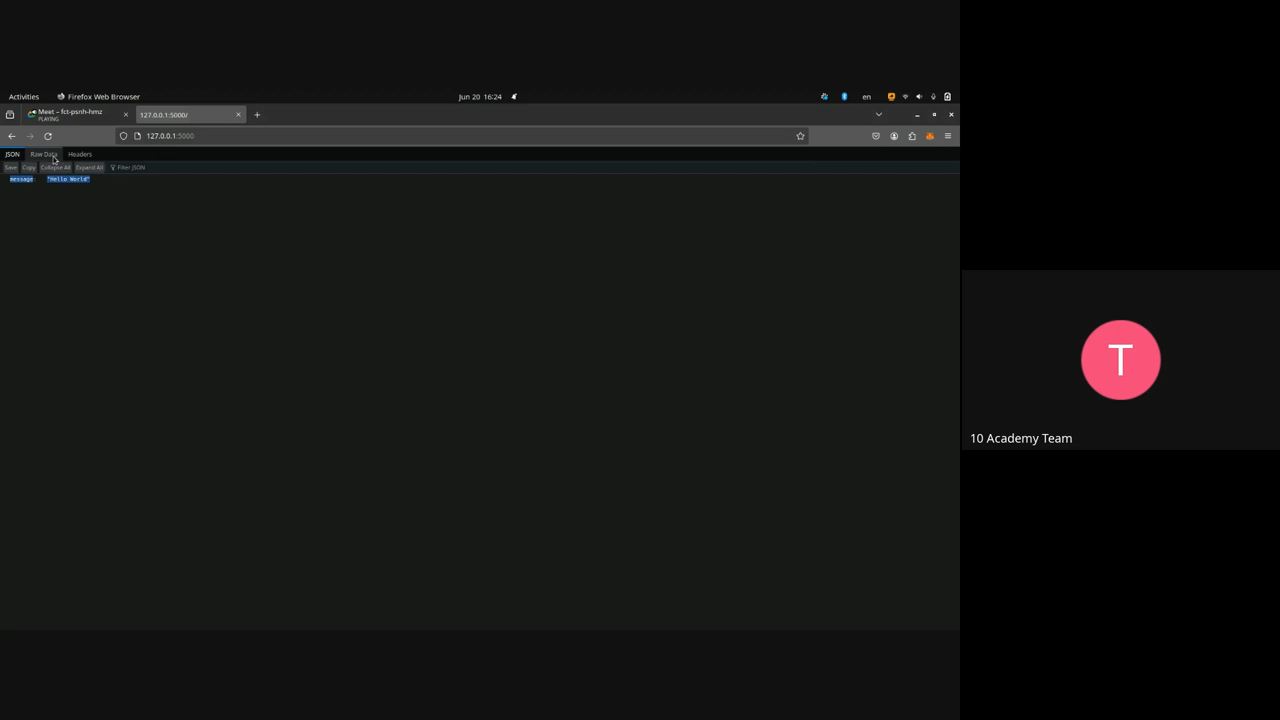 Activities Firefox Web Browser Jun 20 16:24 en
Meet – fct-psnh-hmz
PLAYING
127.0.0.1:5000/
127.0.0.1:5000
JSON Raw Data Headers
Save Copy Collapse All Expand All Filter JSON
message: "Hello World"
T
10 Academy Team